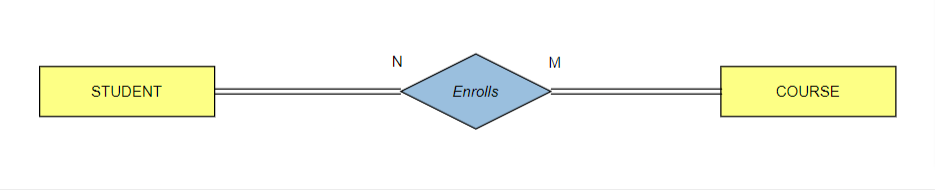 N
M
STUDENT
Enrolls
COURSE